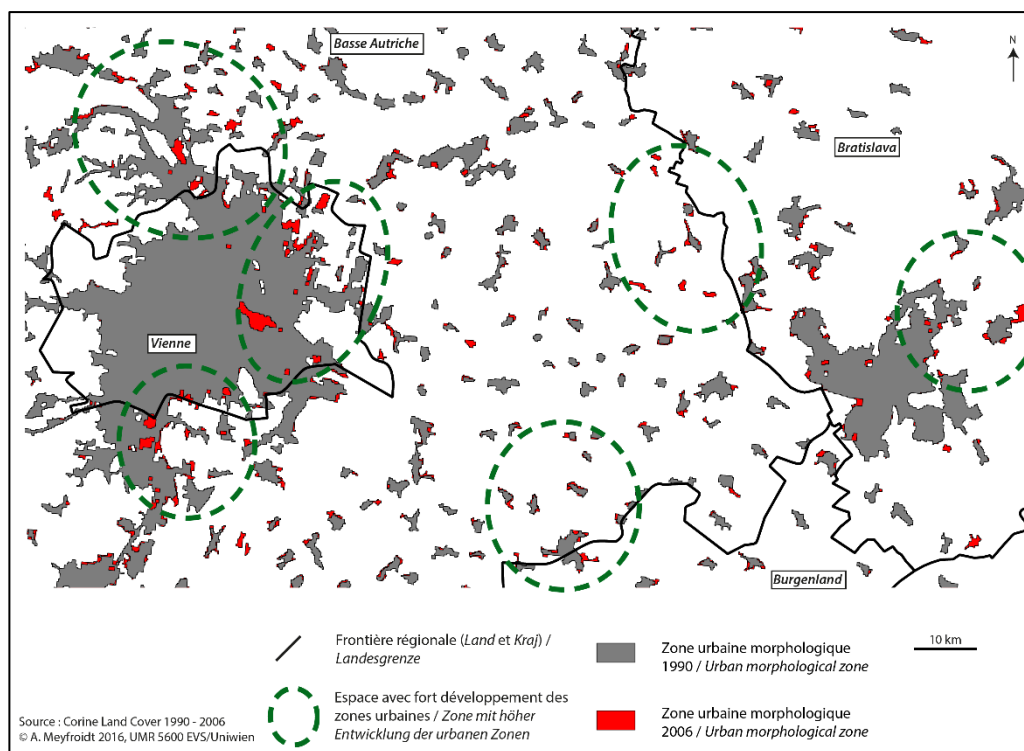 Basse Autriche
N
Bratislava
Vienne
Burgenland
Frontière régionale (Land et Kraj) /
Landesgrenze
Espace avec fort développement des
zones urbaines / Zone mit höher
Entwicklung der urbanen Zonen
Zone urbaine morphologique
1990 / Urban morphological zone
Zone urbaine morphologique
2006 / Urban morphological zone
10 km
Source : Corine Land Cover 1990 - 2006
© A. Meyfroidt 2016, UMR 5600 EVS/Uniwien